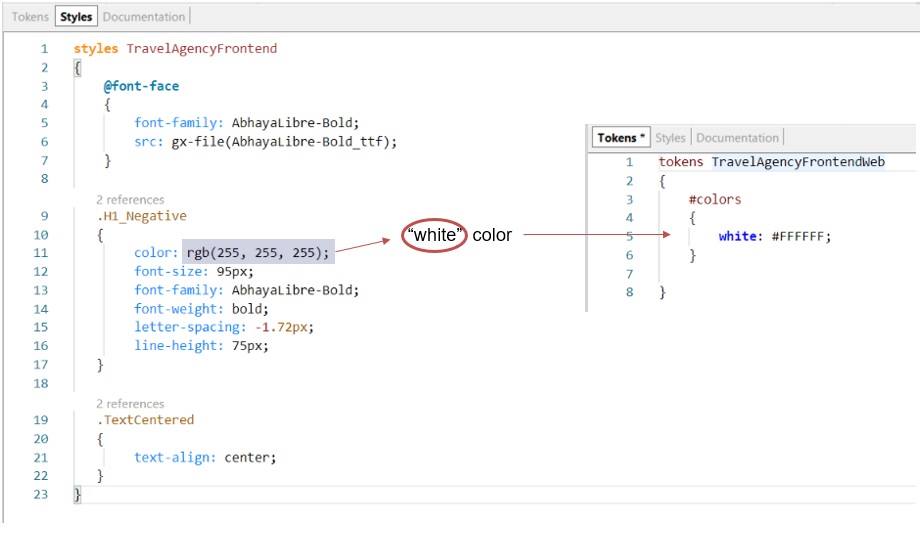 Tokens Styles Documentation
1 styles TravelAgencyFrontend
2 {
3 @font-face
4 {
5 font-family: AbhayaLibre-Bold;
6 src: gx-file(AbhayaLibre-Bold_ttf);
7 }
8
2 references
9 .H1_Negative
10 {
11 color: rgb(255, 255, 255);
12 font-size: 95px;
13 font-family: AbhayaLibre-Bold;
14 font-weight: bold;
15 letter-spacing: -1.72px;
16 line-height: 75px;
17 }
18
2 references
19 .TextCentered
20 {
21 text-align: center;
22 }
23 }
“white” color
Tokens * Styles Documentation
1 tokens TravelAgencyFrontendWeb
2 {
3 #colors
4 {
5 white: #FFFFFF;
6 }
7
8 }